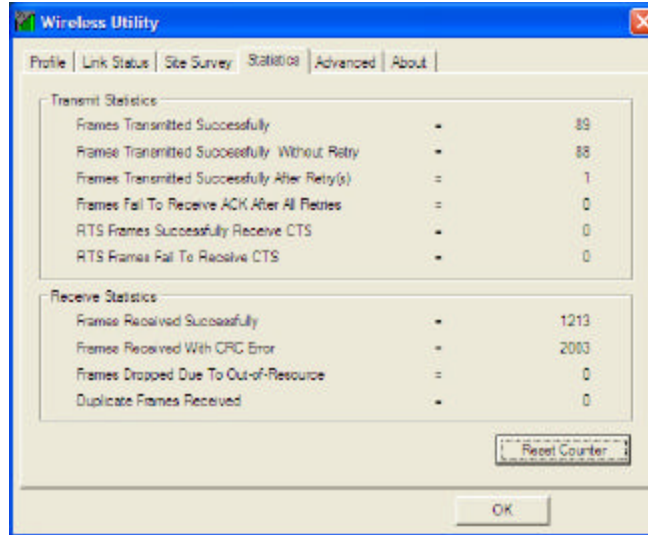 Wireless Utility
Profile Link Status Site Survey Statistics Advanced About
Transmit Statistics
Frames Transmitted Successfully = 89
Frames Transmitted Successfully Without Retry = 88
Frames Transmitted Successfully After Retry(s) = 1
Frames Fail To Receive ACK After All Retries = 0
RTS Frames Successfully Receive CTS = 0
RTS Frames Fail To Receive CTS = 0
Receive Statistics
Frames Received Successfully = 1213
Frames Received With CRC Error = 2003
Frames Dropped Due To Out-of-Resource = 0
Duplicate Frames Received = 0
Reset Counter
OK